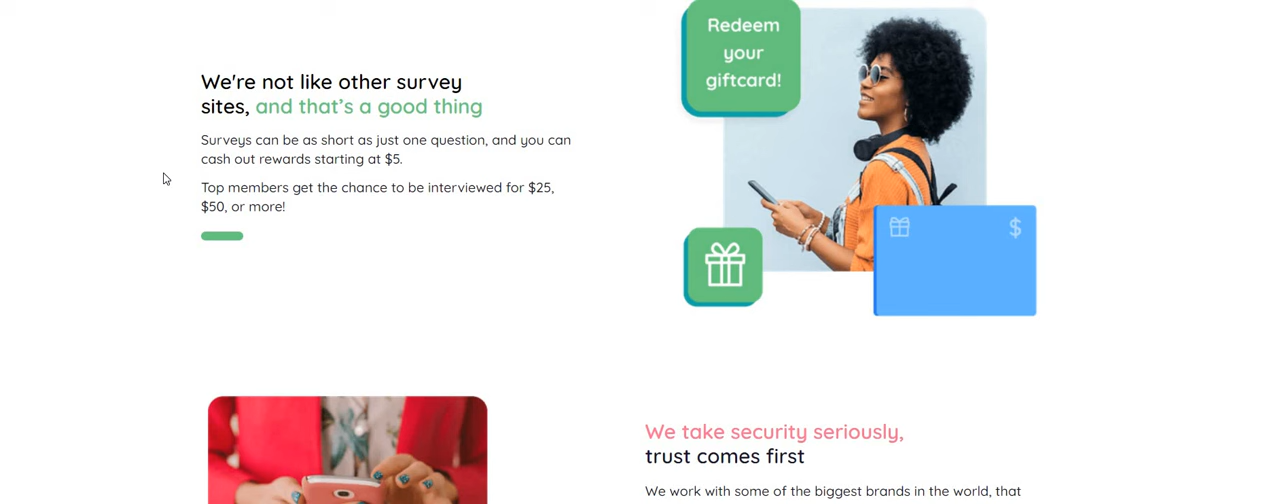 Redeem
your
giftcard!
We're not like other survey
sites, and that's a good thing
Surveys can be as short as just one question, and you can
cash out rewards starting at $5.
Top members get the chance to be interviewed for $25,
$50, or more!
$
We take security seriously,
trust comes first
We work with some of the biggest brands in the world, that